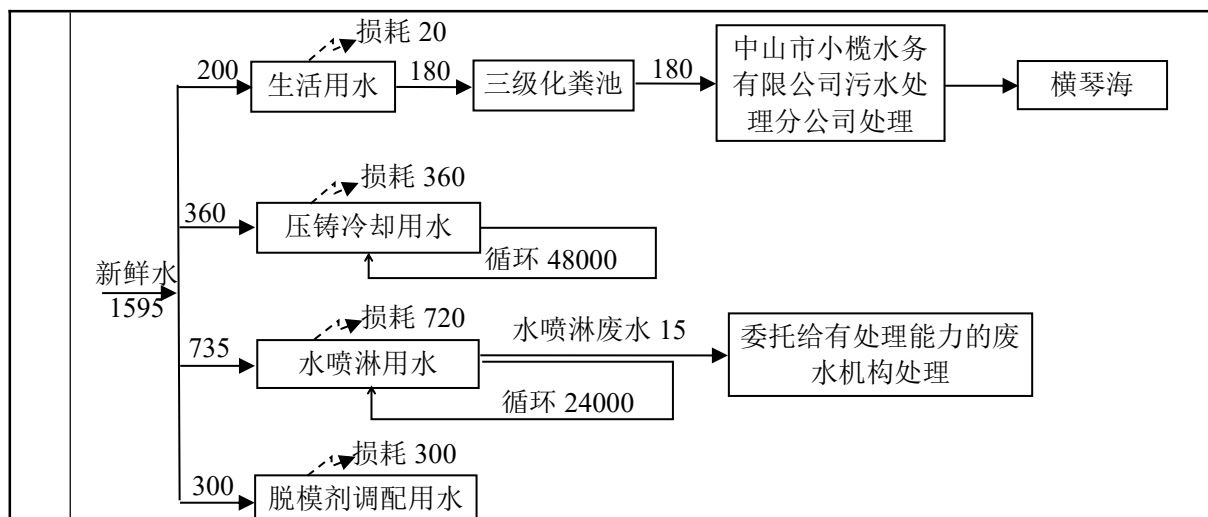 损耗 20
200
生活用水
180
三级化粪池
180
中山市小榄水务
有限公司污水处
理分公司处理
横琴海
损耗 360
360
压铸冷却用水
循环 48000
新鲜水
1595
损耗 720
735
水喷淋用水
水喷淋废水 15
委托给有处理能力的废
水机构处理
循环 24000
损耗 300
300
脱模剂调配用水